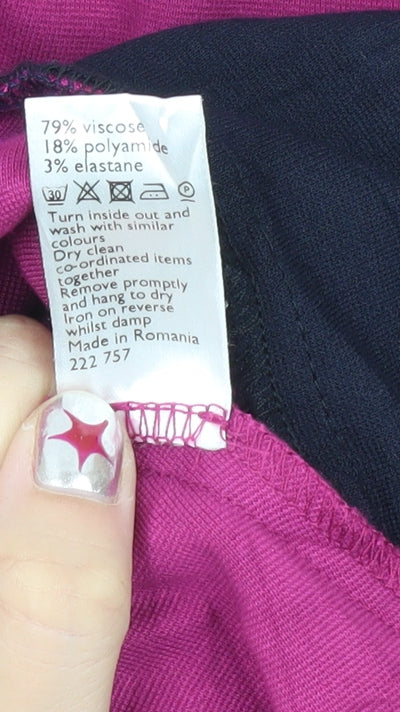 79% viscose
18% polyamide
3% elastane
30 P
Turn inside out and
wash with similar
colours
Dry clean
co-ordinated items
together
Remove promptly
and hang to dry
Iron on reverse
whilst damp
Made in Romania
222 757